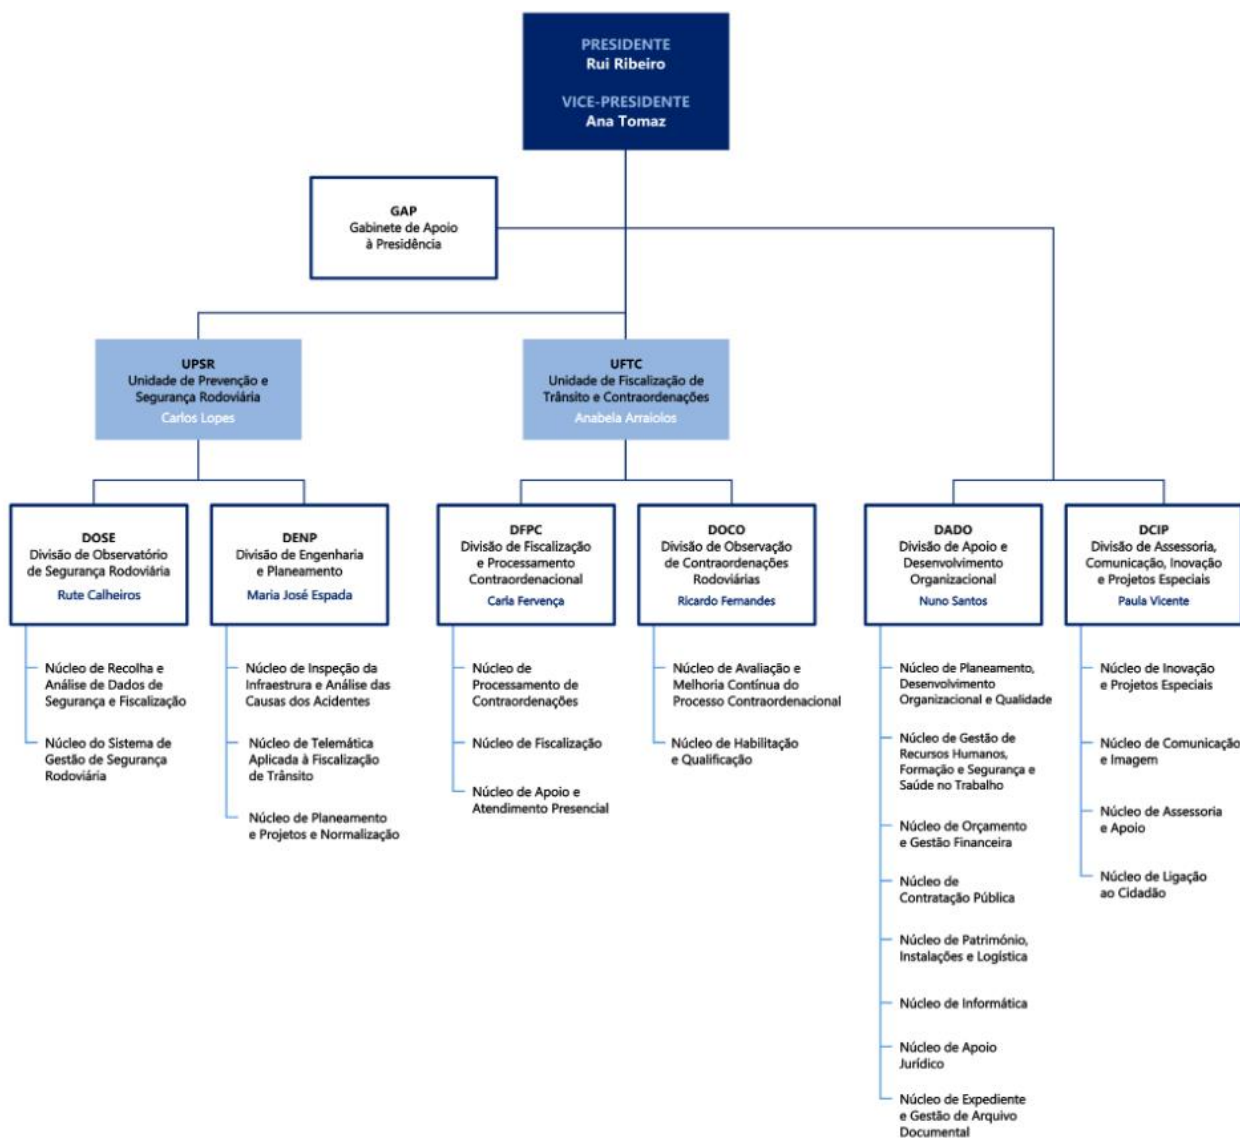 PRESIDENTE
Rui Ribeiro
VICE-PRESIDENTE
Ana Tomaz
GAP
Gabinete de Apoio
à Presidência
UPSR
Unidade de Prevenção e
Segurança Rodoviária
Carlos Lopes
UFTC
Unidade de Fiscalização de
Trânsito e Contraordenações
Anabela Arraiolos
DOSE
Divisão de Observatório
de Segurança Rodoviária
Rute Calheiros
Núcleo de Recolha e
Análise de Dados de
Segurança e Fiscalização
Núcleo do Sistema de
Gestão de Segurança
Rodoviária
DENP
Divisão de Engenharia
e Planeamento
Maria José Espada
Núcleo de Inspeção da
Infraestrura e Análise das
Causas dos Acidentes
Núcleo de Telemática
Aplicada à Fiscalização
de Trânsito
Núcleo de Planeamento
e Projetos e Normalização
DFPC
Divisão de Fiscalização
e Processamento
Contraordenacional
Carla Fervença
Núcleo de
Processamento de
Contraordenações
Núcleo de Fiscalização
Núcleo de Apoio e
Atendimento Presencial
DOCO
Divisão de Observação
de Contraordenações
Rodoviárias
Ricardo Fernandes
Núcleo de Avaliação e
Melhoria Contínua do
Processo Contraordenacional
Núcleo de Habilitação
e Qualificação
DADO
Divisão de Apoio e
Desenvolvimento
Organizacional
Nuno Santos
Núcleo de Planeamento,
Desenvolvimento
Organizacional e Qualidade
Núcleo de Gestão de
Recursos Humanos,
Formação e Segurança e
Saúde no Trabalho
Núcleo de Orçamento
e Gestão Financeira
Núcleo de
Contratação Pública
Núcleo de Património,
Instalações e Logística
Núcleo de Informática
Núcleo de Apoio
Jurídico
Núcleo de Expediente
e Gestão de Arquivo
Documental
DCIP
Divisão de Assessoria,
Comunicação, Inovação
e Projetos Especiais
Paula Vicente
Núcleo de Inovação
e Projetos Especiais
Núcleo de Comunicação
e Imagem
Núcleo de Assessoria
e Apoio
Núcleo de Ligação
ao Cidadão